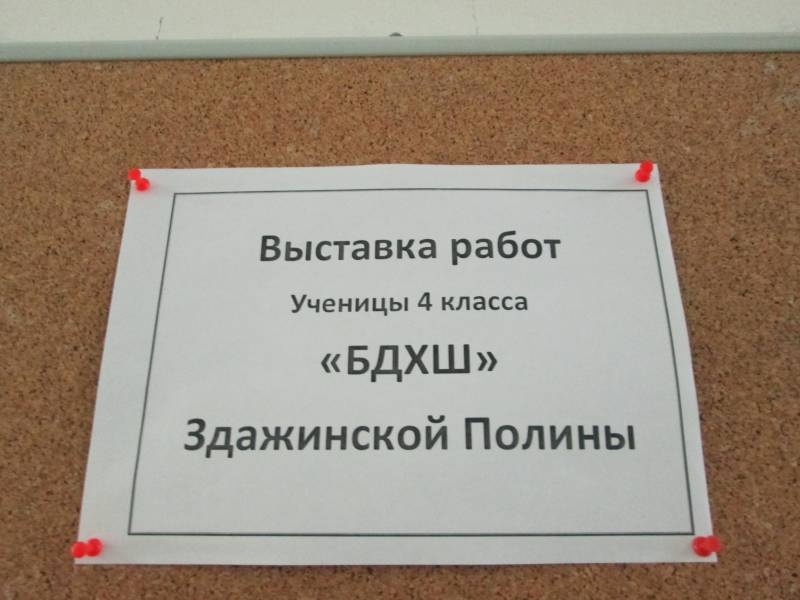 Выставка работ
Ученицы 4 класса
«БДХШ»
Здажинской Полины